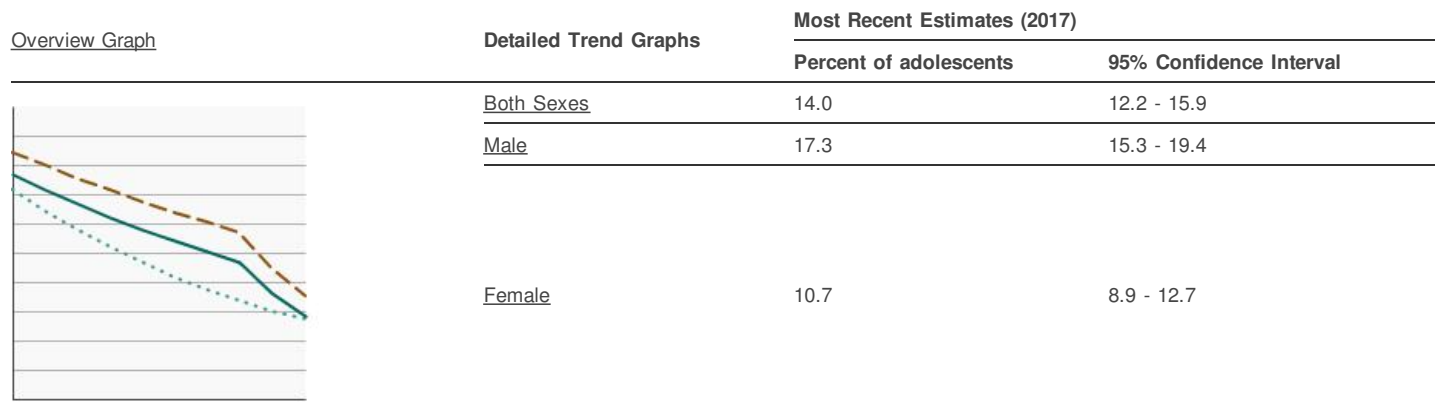 Overview Graph
Detailed Trend Graphs
Most Recent Estimates (2017)
Percent of adolescents
95% Confidence Interval
Both Sexes 14.0 12.2 - 15.9
Male 17.3 15.3 - 19.4
Female 10.7 8.9 - 12.7